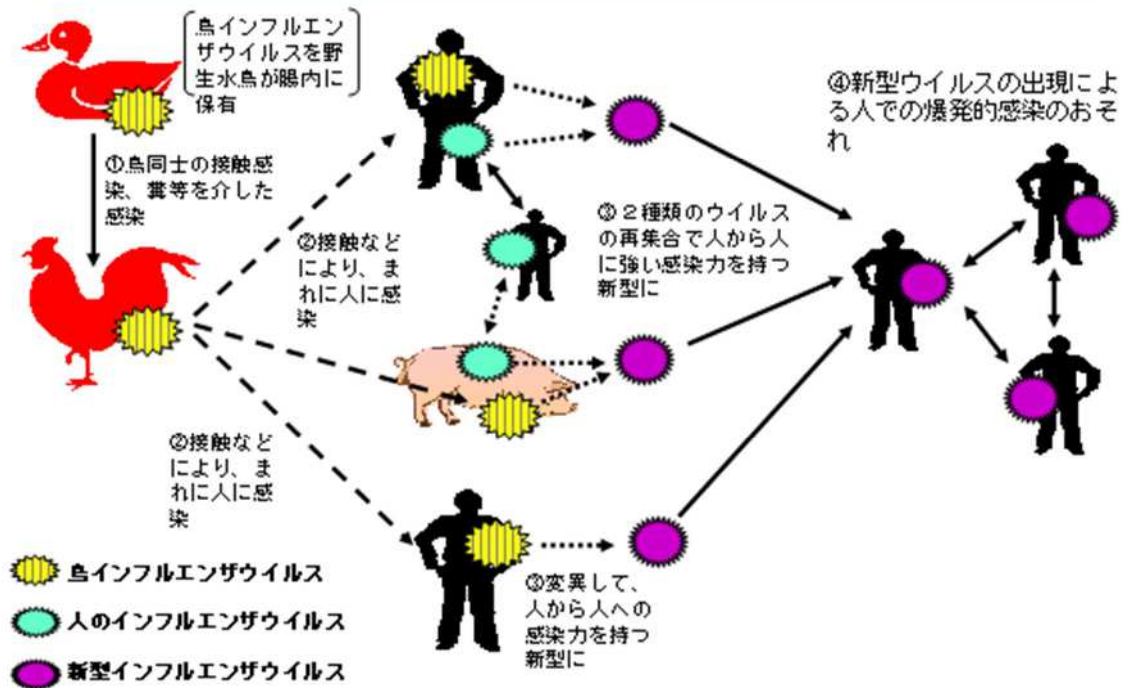 鳥インフルエン
ザウイルスを野
生水鳥が腸内に
保有
①鳥同士の接触感
染、糞等を介した
感染
②接触など
により、ま
れに人に感
染
②接触など
により、ま
れに人に感
染
③２種類のウイルス
の再集合で人から人
に強い感染力を持つ
新型に
③変異して、
人から人への
感染力を持つ
新型に
④新型ウイルスの出現によ
る人での爆発的感染のおそ
れ
鳥インフルエンザウイルス
人のインフルエンザウイルス
新型インフルエンザウイルス